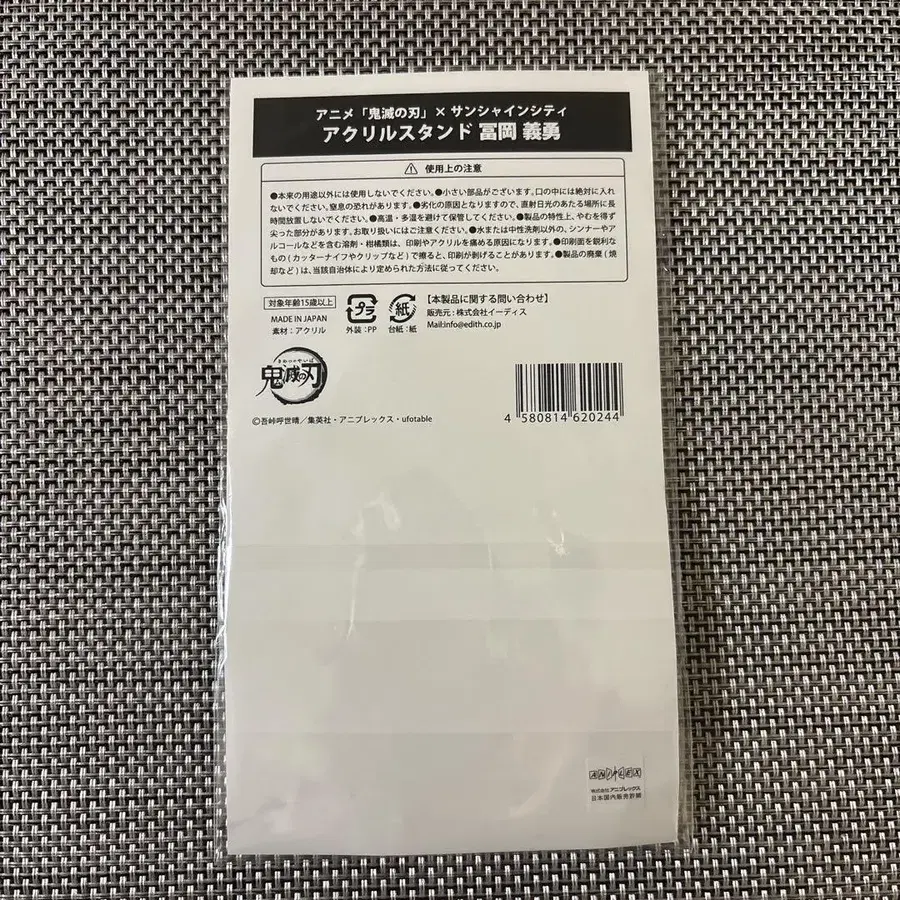 アニメ「鬼滅の刃」× サンシャインシティ
アクリルスタンド 冨岡 義勇
使用上の注意
●本来の用途以外には使用しないでください。●小さい部品がございます。口の中には絶対に入れ
ないでください。窒息の恐れがあります。●劣化の原因となりますので、直射日光のあたる場所に長
時間放置しないでください。●高温・多湿を避けて保管してください。●製品の特性上、やむを得ず
尖った部分があります。お取り扱いにはご注意ください。●水または中性洗剤以外の、シンナーやア
ルコールなどを含む溶剤・柑橘類は、印刷やアクリルを痛める原因になります。●印刷面を鋭利な
もの(カッターナイフやクリップなど)で擦ると、印刷が剥げることがあります。●製品の廃棄(焼
却など)は、当該自治体により定められた方法に従ってください。
対象年齢15歳以上
MADE IN JAPAN
素材:アクリル
プラ
外装:PP
紙
台紙:紙
【本製品に関する問い合わせ】
販売元:株式会社イーディス
Mail:info@edith.co.jp
きめつのやいば
鬼滅の刃
©吾峠呼世晴/集英社・アニプレックス・ufotable
4 580814 620244
ANIPLEX
株式会社アニプレックス
日本国内販売許諾